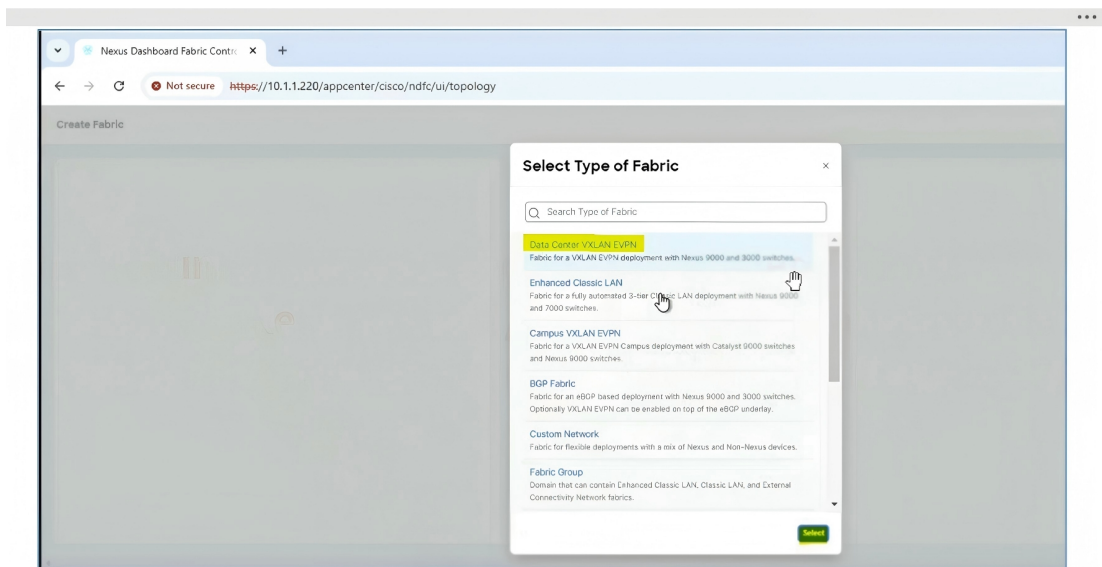 Nexus Dashboard Fabric Contro
Not secure https://10.1.1.220/appcenter/cisco/ndfc/ui/topology
Create Fabric
Select Type of Fabric
Search Type of Fabric
Data Center VXLAN EVPN
Fabric for a VXLAN EVPN deployment with Nexus 9000 and 3000 switches.
Enhanced Classic LAN
Fabric for a fully automated 3-tier Classic LAN deployment with Nexus 9000
and 7000 switches.
Campus VXLAN EVPN
Fabric for a VXLAN EVPN Campus deployment with Catalyst 9000 switches
and Nexus 9000 switches.
BGP Fabric
Fabric for an eBGP based deployment with Nexus 9000 and 3000 switches.
Optionally VXLAN EVPN can be enabled on top of the eBGP underlay.
Custom Network
Fabric for flexible deployments with a mix of Nexus and Non-Nexus devices.
Fabric Group
Domain that can contain Enhanced Classic LAN, Classic LAN, and External
Connectivity Network fabrics.
Select